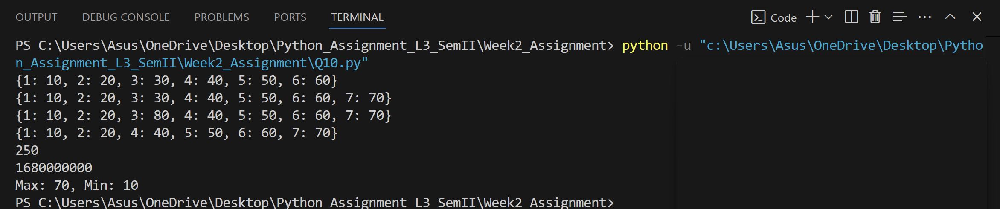 OUTPUT DEBUG CONSOLE PROBLEMS PORTS TERMINAL Code
PS C:\Users\Asus\OneDrive\Desktop\Python_Assignment_L3_SemII\Week2_Assignment> python -u "c:\Users\Asus\OneDrive\Desktop\Pytho
n_Assignment_L3_SemII\Week2_Assignment\Q10.py"
{1: 10, 2: 20, 3: 30, 4: 40, 5: 50, 6: 60}
{1: 10, 2: 20, 3: 30, 4: 40, 5: 50, 6: 60, 7: 70}
{1: 10, 2: 20, 3: 80, 4: 40, 5: 50, 6: 60, 7: 70}
{1: 10, 2: 20, 4: 40, 5: 50, 6: 60, 7: 70}
250
1680000000
Max: 70, Min: 10
PS C:\Users\Asus\OneDrive\Desktop\Python_Assignment_L3_SemII\Week2_Assignment>